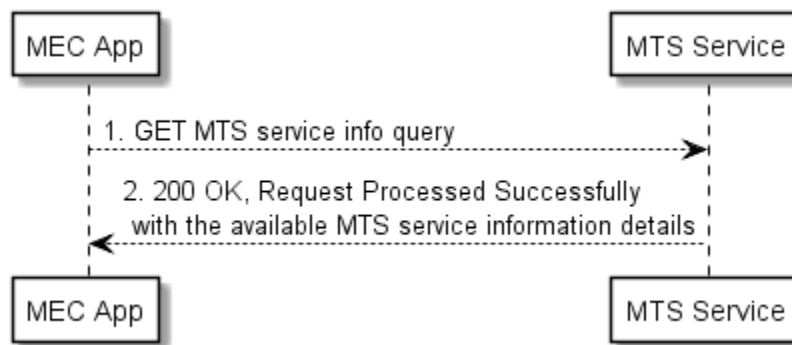 MEC App
MTS Service
1. GET MTS service info query
2. 200 OK, Request Processed Successfully
with the available MTS service information details
MEC App
MTS Service